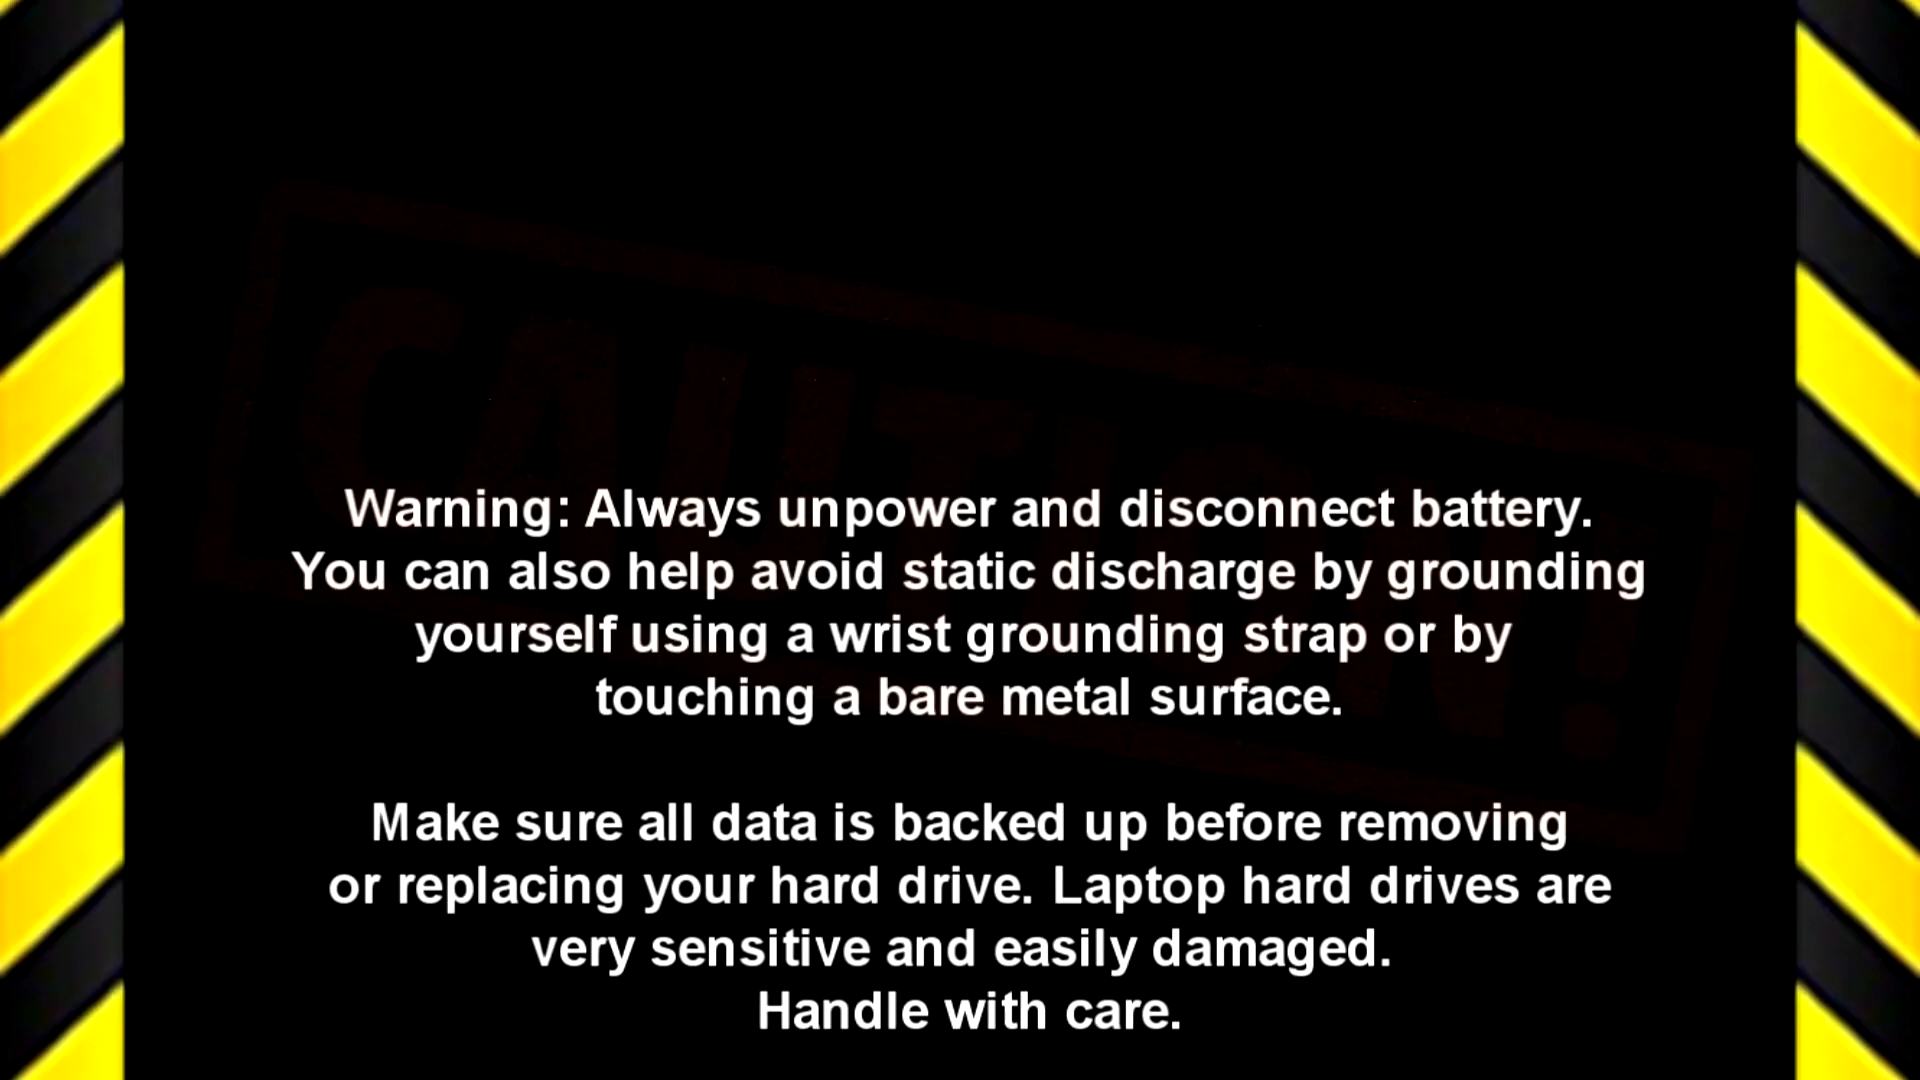 CAUTION!
Warning: Always unpower and disconnect battery.
You can also help avoid static discharge by grounding
yourself using a wrist grounding strap or by
touching a bare metal surface.
Make sure all data is backed up before removing
or replacing your hard drive. Laptop hard drives are
very sensitive and easily damaged.
Handle with care.